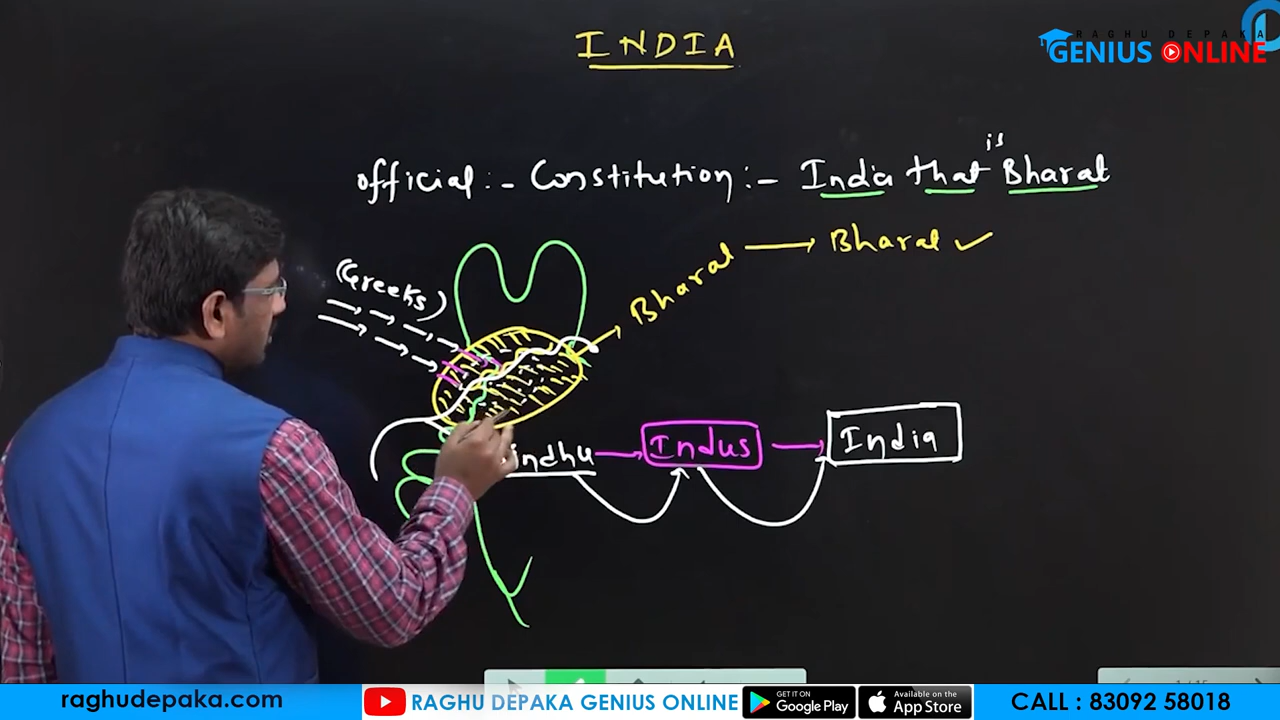 INDIA
RAGHU DEPAKA
GENIUS ONLINE
is
official :- Constitution :- India that Bharat
Bharat → Bharat ✓
(Greeks)
indhu → Indus → India
raghudepaka.com
RAGHU DEPAKA GENIUS ONLINE
GET IT ON
Google Play
Available on the
App Store
CALL : 83092 58018